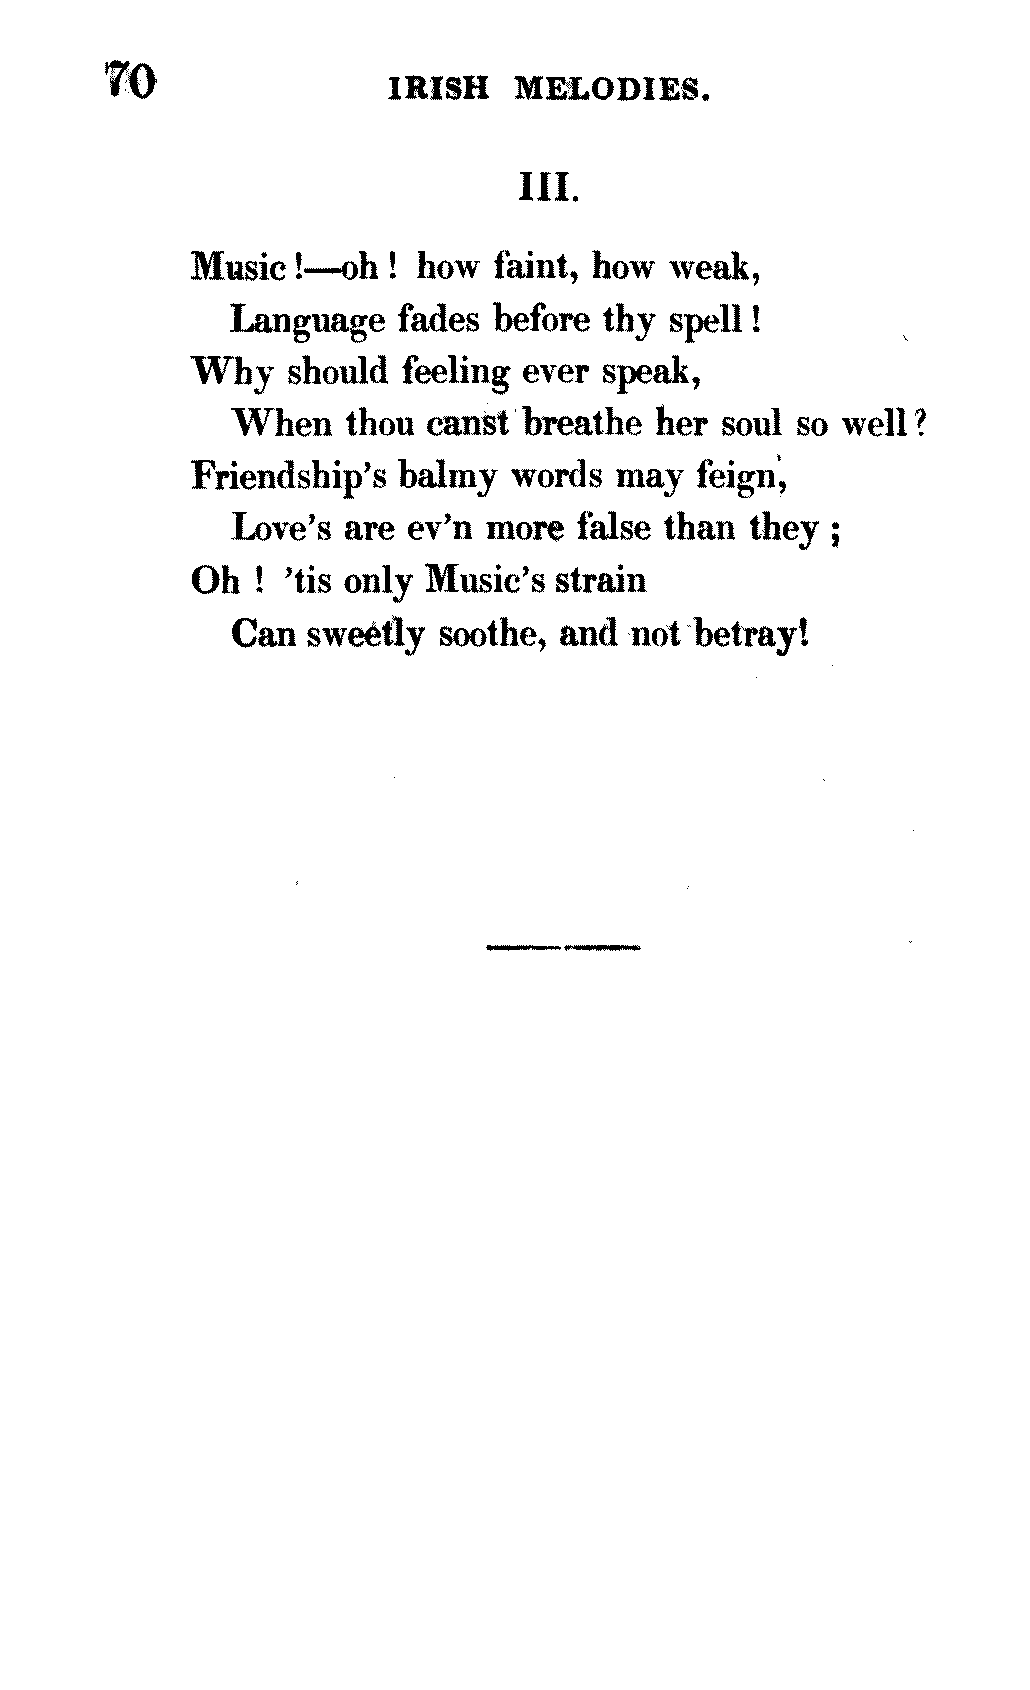 70 IRISH MELODIES.
III.
Music!—oh! how faint, how weak,
Language fades before thy spell!
Why should feeling ever speak,
When thou canst breathe her soul so well?
Friendship's balmy words may feign,
Love's are ev'n more false than they;
Oh! 'tis only Music's strain
Can sweetly soothe, and not betray!